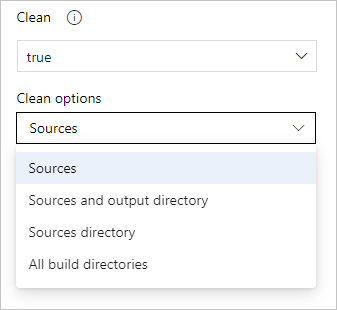 Clean
true
Clean options
Sources
Sources
Sources and output directory
Sources directory
All build directories